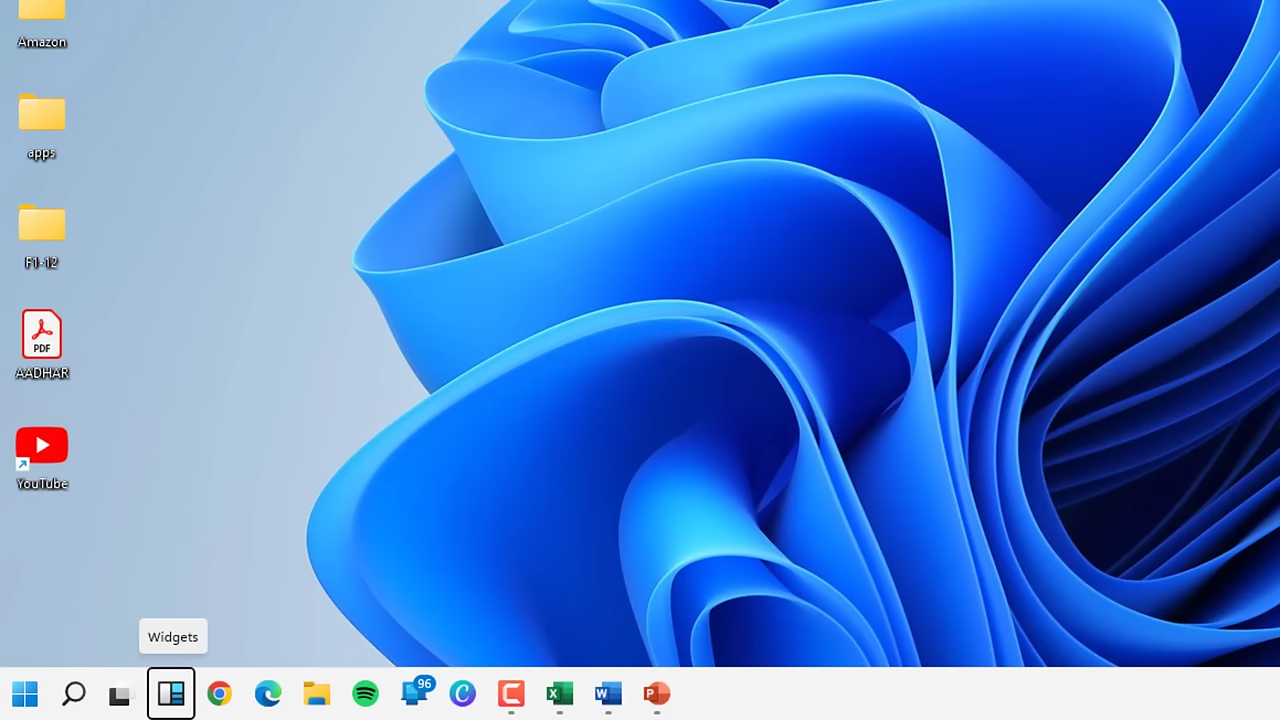 Amazon
apps
F1-12
PDF
AADHAR
YouTube
Widgets
96
C
X
W
P